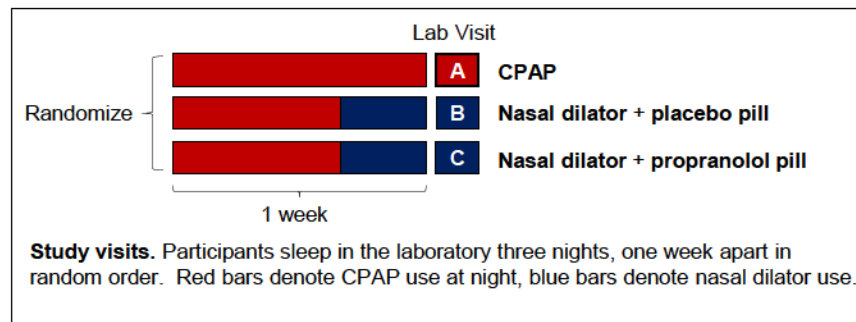 Lab Visit
A CPAP
Randomize
B Nasal dilator + placebo pill
C Nasal dilator + propranolol pill
1 week
Study visits. Participants sleep in the laboratory three nights, one week apart in
random order. Red bars denote CPAP use at night, blue bars denote nasal dilator use.